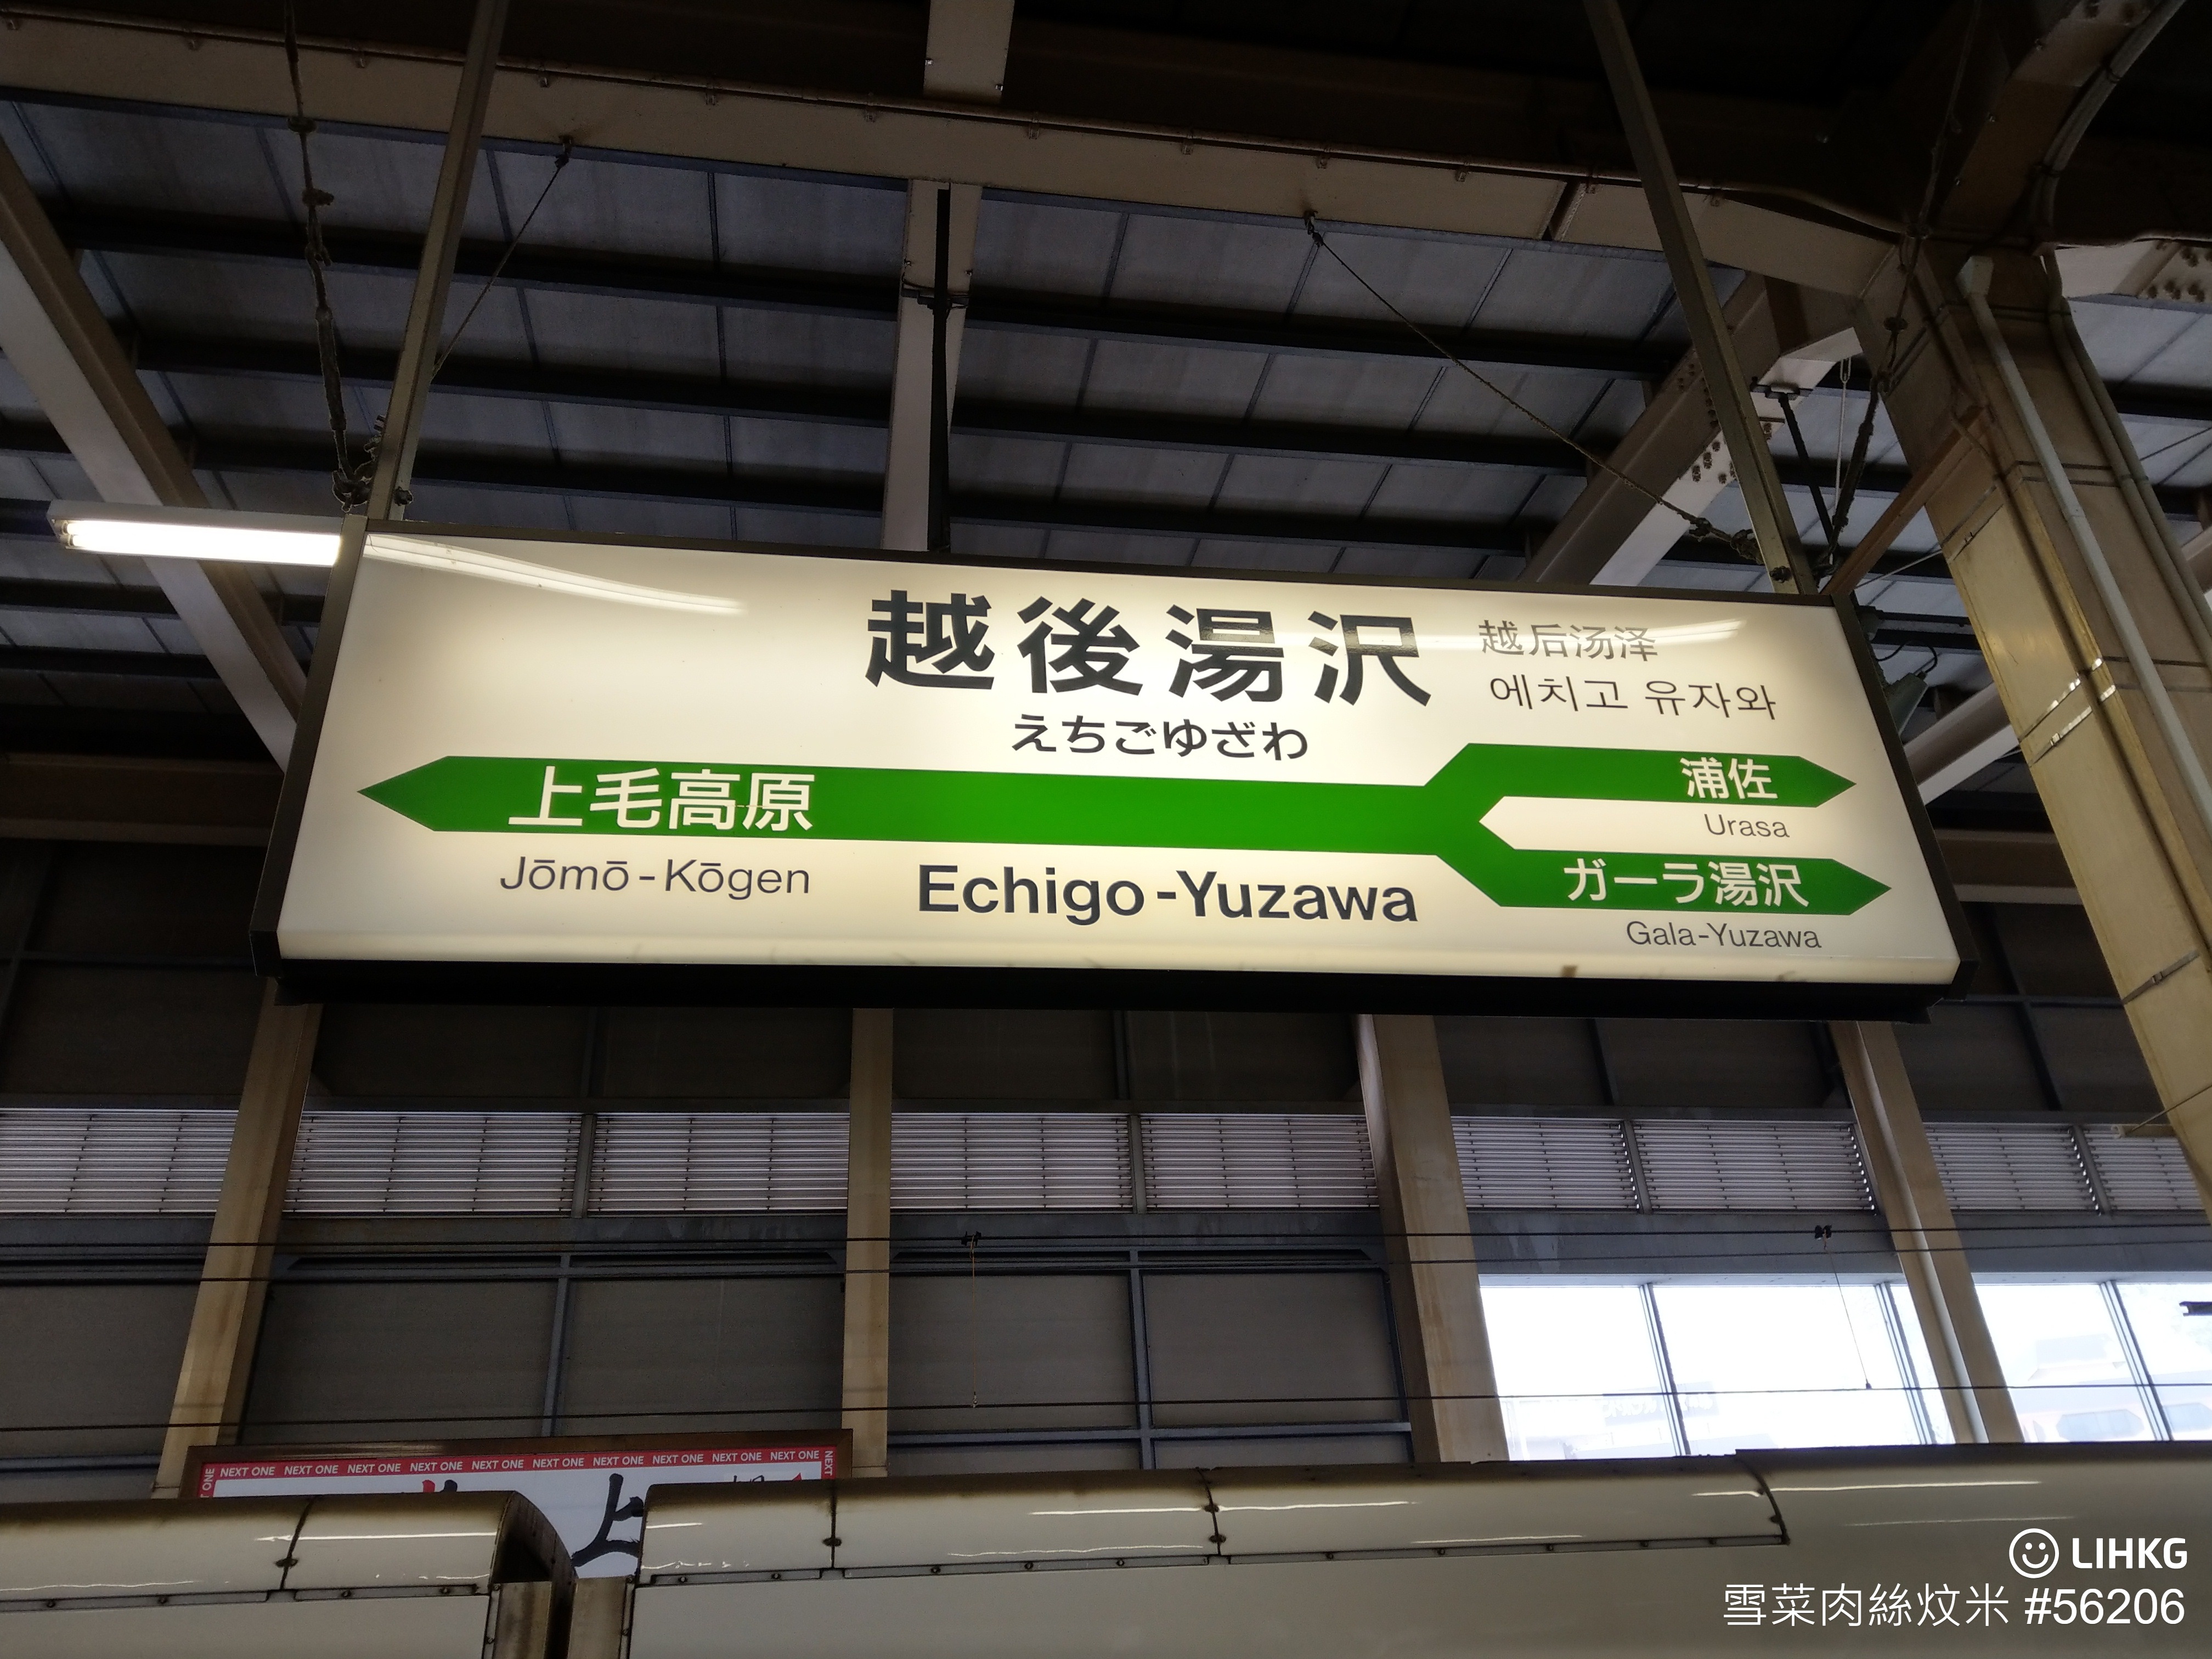 越後湯沢
越后汤泽
에치고 유자와
えちごゆざわ
上毛高原
浦佐
Urasa
Jōmō-Kōgen
Echigo-Yuzawa
ガーラ湯沢
Gala-Yuzawa
NEXT ONE NEXT ONE NEXT ONE NEXT ONE NEXT ONE NEXT ONE NEXT ONE NEXT ONE NEXT ONE NEXT ONE
上
LIHKG
雪菜肉絲炆米 #56206